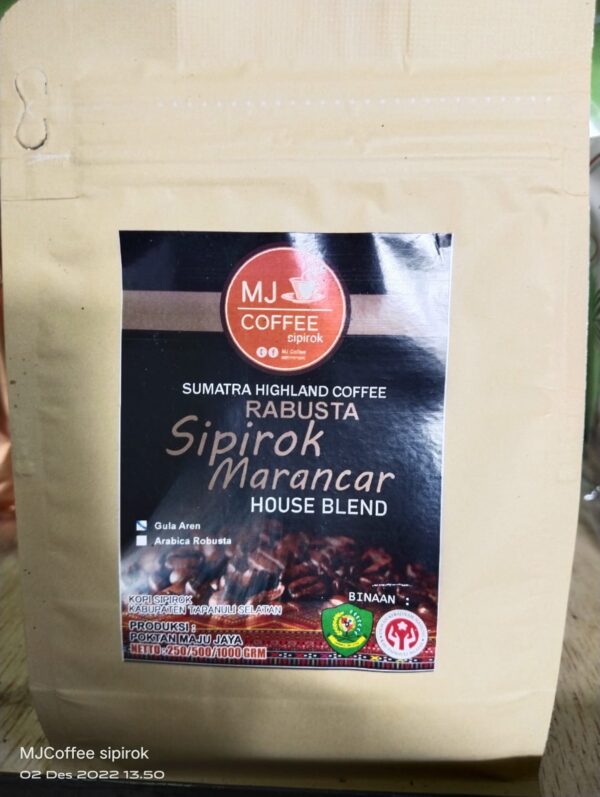 MJ
COFFEE
sipirok
MJ Coffee
SUMATRA HIGHLAND COFFEE
RABUSTA
Sipirok
Marancar
HOUSE BLEND
Gula Aren
Arabica Robusta
KOPI SIPIROK
KABUPATEN TAPANULI SELATAN
BINAAN :
PRODUKSI :
POKTAN MAJU JAYA
NETTO : 250/500/1000 GRM
MJCoffee sipirok
02 Des 2022 13.50